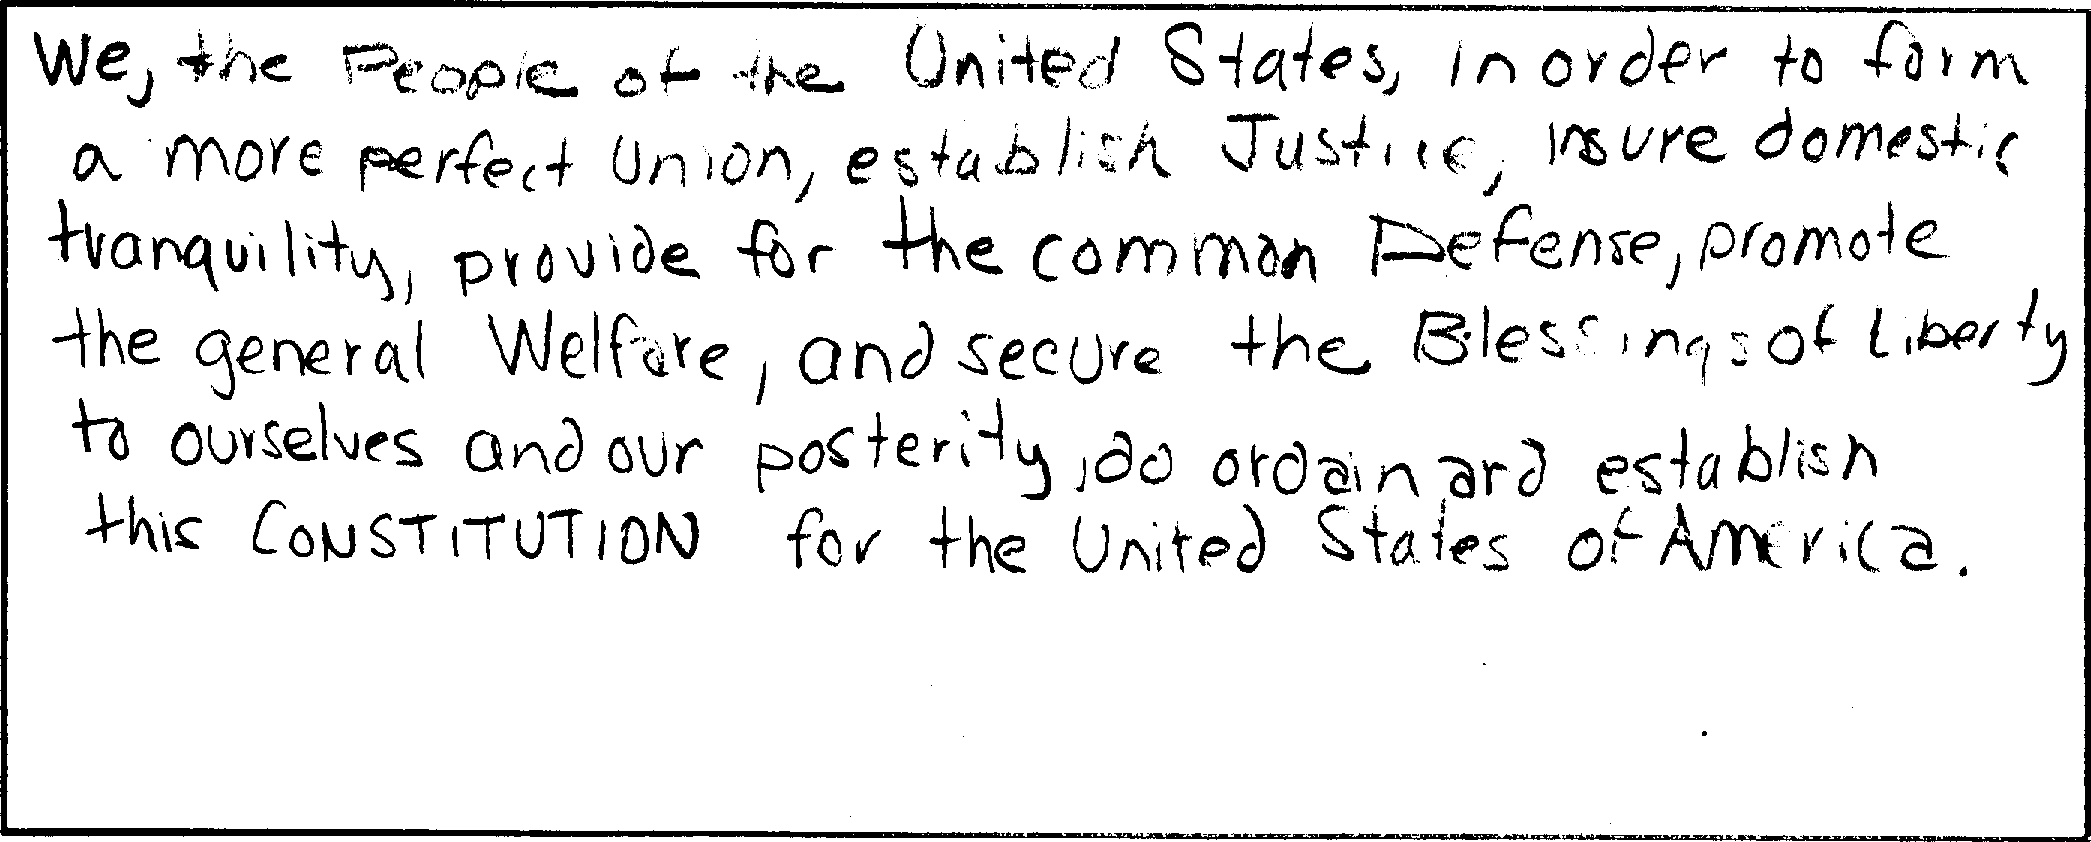 We, the People of the United States, in order to form
a more perfect Union, establish Justice, insure domestic
tranquility, provide for the common Defense, promote
the general Welfare, and secure the Blessings of Liberty
to ourselves and our posterity, do ordain and establish
this CONSTITUTION for the United States of America.